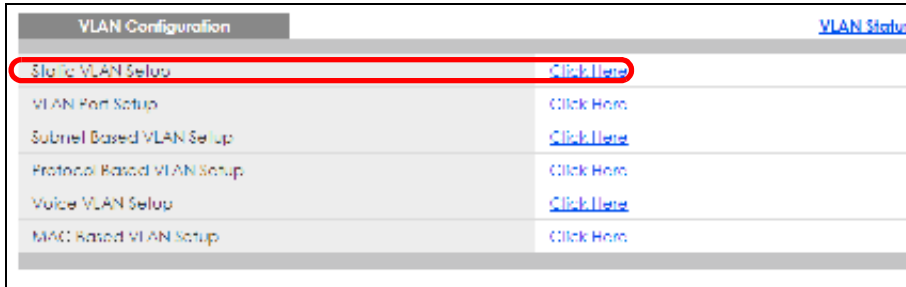 VLAN Configuration VLAN Status
Static VLAN Setup Click Here
VLAN Port Setup Click Here
Subnet Based VLAN Setup Click Here
Protocol Based VLAN Setup Click Here
Voice VLAN Setup Click Here
MAC Based VLAN Setup Click Here